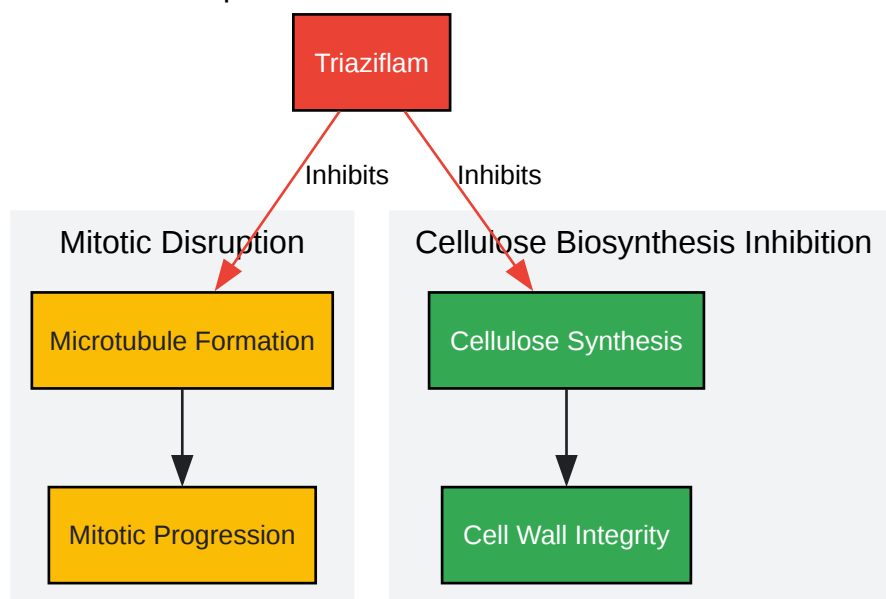 Triaziflam
Inhibits
Inhibits
Mitotic Disruption
Cellulose Biosynthesis Inhibition
Microtubule Formation
Cellulose Synthesis
Mitotic Progression
Cell Wall Integrity